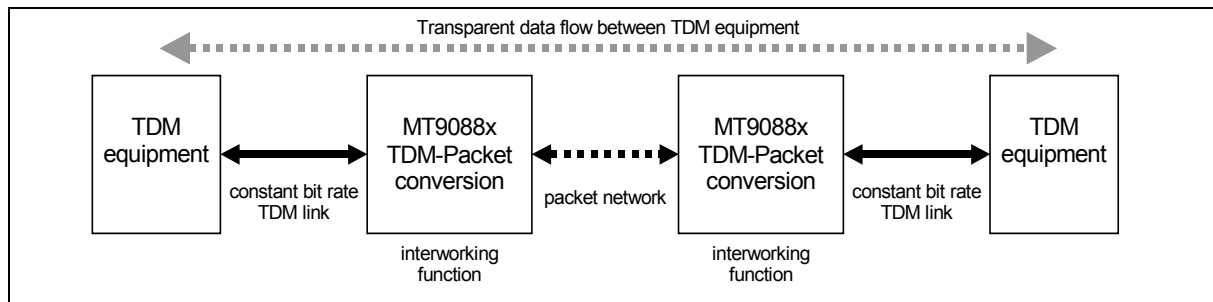 Transparent data flow between TDM equipment
TDM
equipment
constant bit rate
TDM link
MT9088x
TDM-Packet
conversion
interworking
function
packet network
MT9088x
TDM-Packet
conversion
interworking
function
constant bit rate
TDM link
TDM
equipment